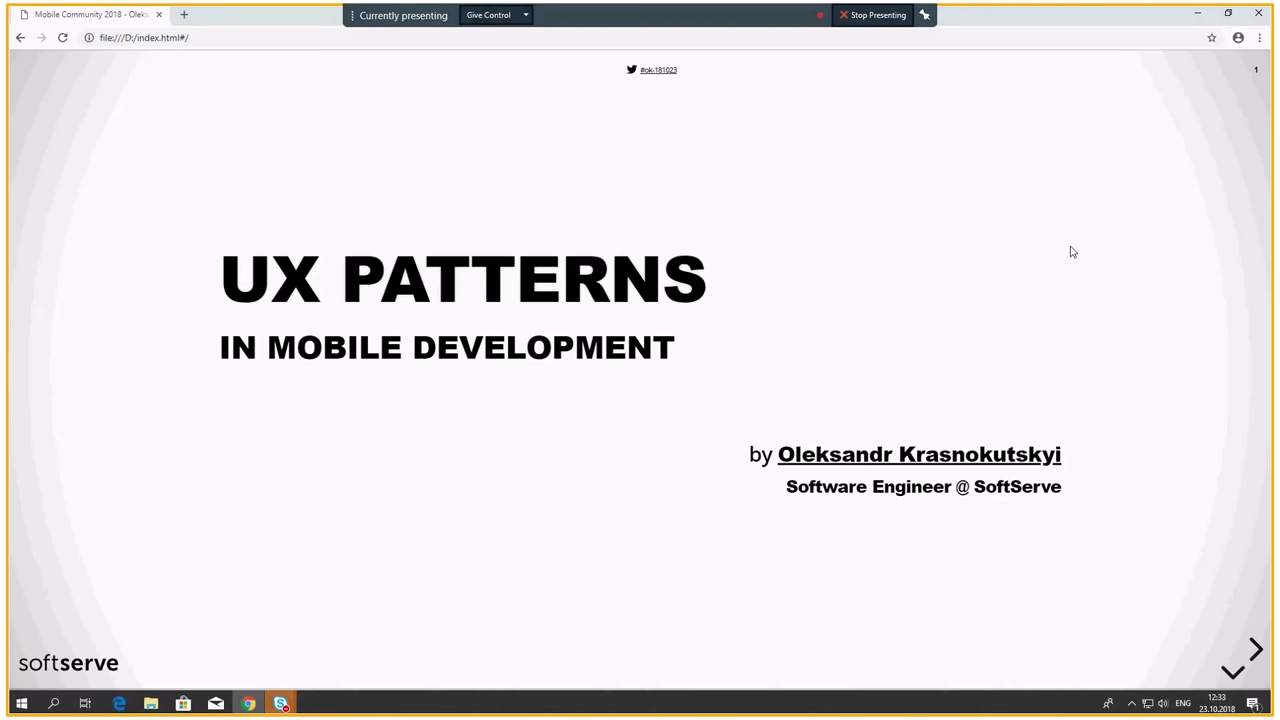 Mobile Community 2018 - Oleks
Currently presenting
Give Control
Stop Presenting
file:///D:/index.html#/
#ok-181023
1
UX PATTERNS
IN MOBILE DEVELOPMENT
by Oleksandr Krasnokutskyi
Software Engineer @ SoftServe
softserve
ENG
12:33
23.10.2018
1